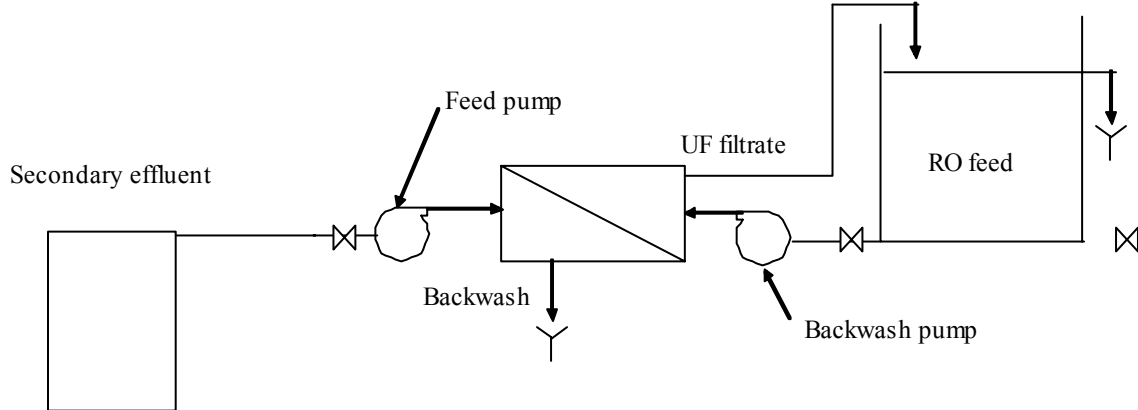 Feed pump
UF filtrate
RO feed
Secondary effluent
Backwash
Backwash pump